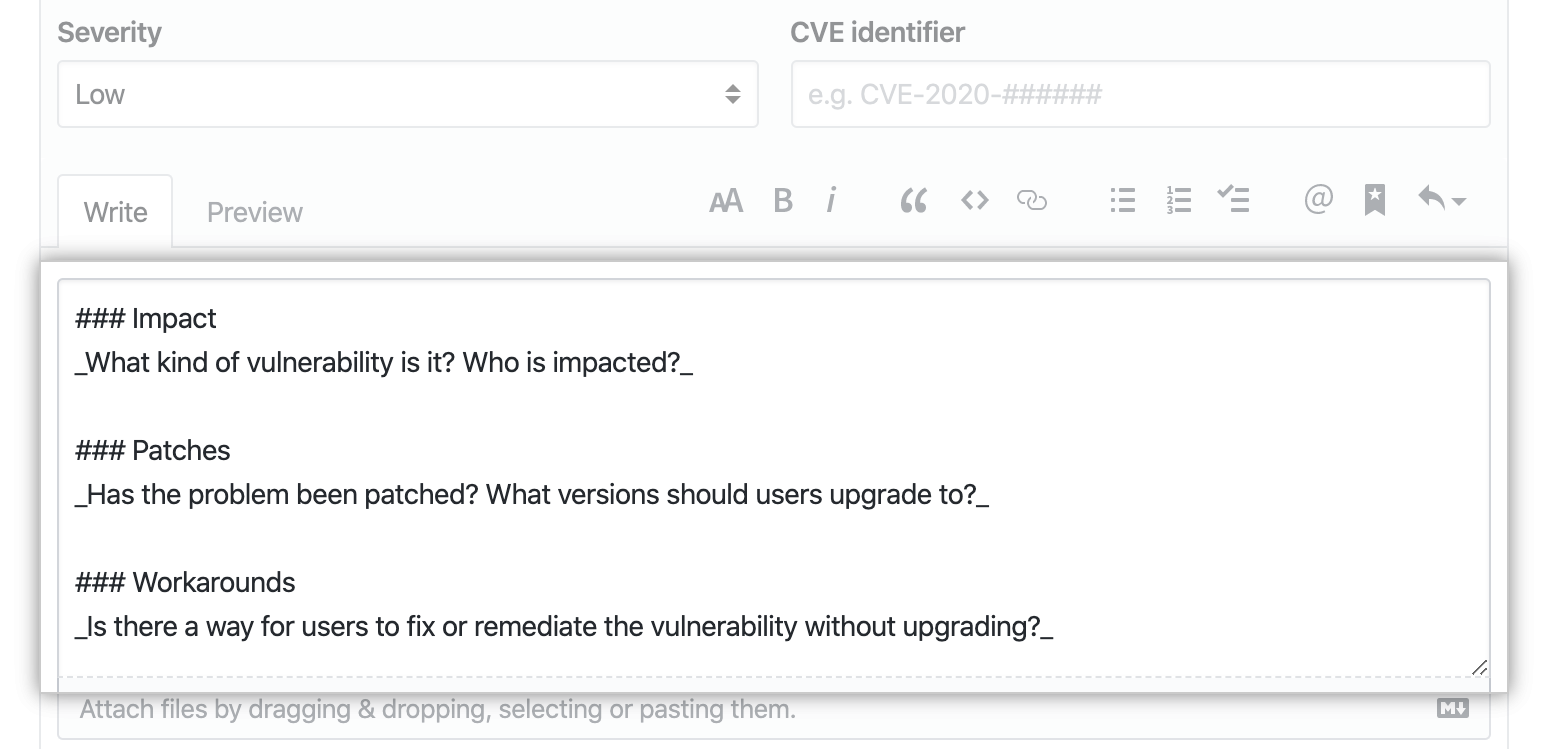 Severity
CVE identifier
Low
e.g. CVE-2020-######
Write
Preview
### Impact
_What kind of vulnerability is it? Who is impacted?_
### Patches
_Has the problem been patched? What versions should users upgrade to?_
### Workarounds
_Is there a way for users to fix or remediate the vulnerability without upgrading?_
Attach files by dragging & dropping, selecting or pasting them.